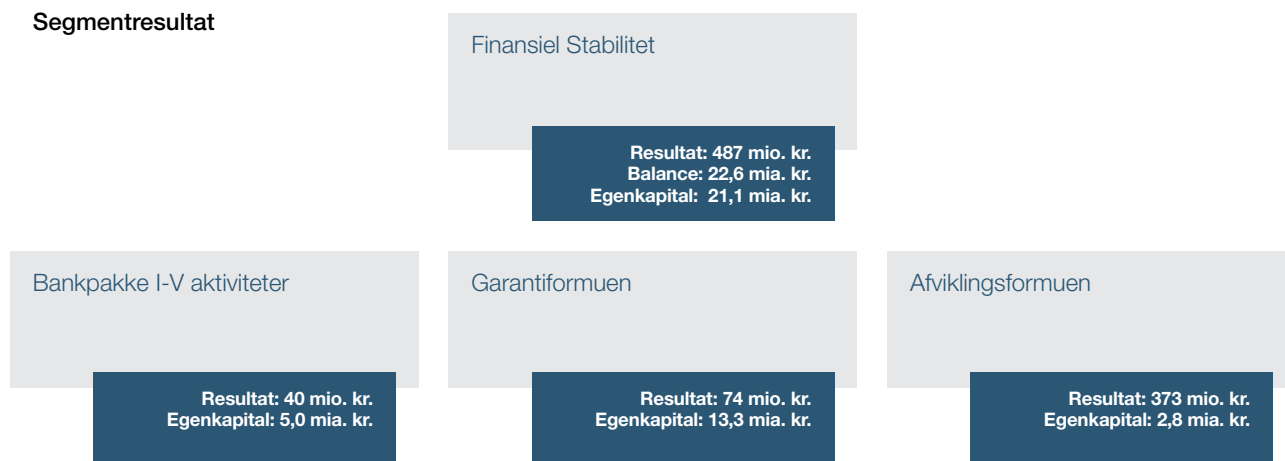 Segmentresultat
Finansiel Stabilitet
Resultat: 487 mio. kr.
Balance: 22,6 mia. kr.
Egenkapital: 21,1 mia. kr.
Bankpakke I-V aktiviteter
Resultat: 40 mio. kr.
Egenkapital: 5,0 mia. kr.
Garantiformuen
Resultat: 74 mio. kr.
Egenkapital: 13,3 mia. kr.
Afviklingsformuen
Resultat: 373 mio. kr.
Egenkapital: 2,8 mia. kr.